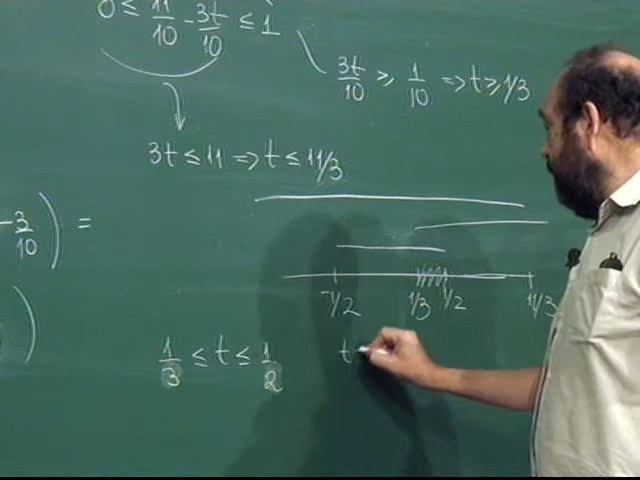 0 ≤ 11/10 - 3t/10 ≤ 1
3t/10 ≥ 1/10 => t ≥ 1/3
3t ≤ 11 => t ≤ 11/3
-3/10 ) =
)
-1/2 1/3 1/2 11/3
1/3 ≤ t ≤ 1/2 t